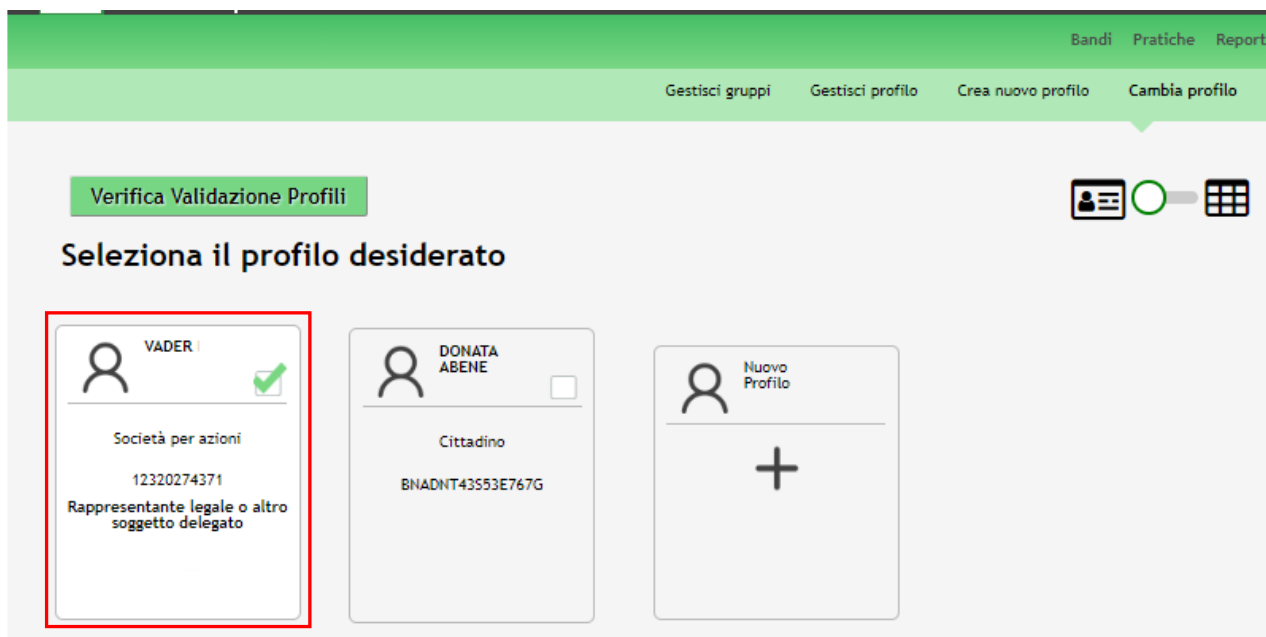 Bandi Pratiche Report
Gestisci gruppi Gestisci profilo Crea nuovo profilo Cambia profilo
Verifica Validazione Profili
Seleziona il profilo desiderato
VADER
Società per azioni
12320274371
Rappresentante legale o altro
soggetto delegato
DONATA
ABENE
Cittadino
BNADNT43S53E767G
Nuovo
Profilo